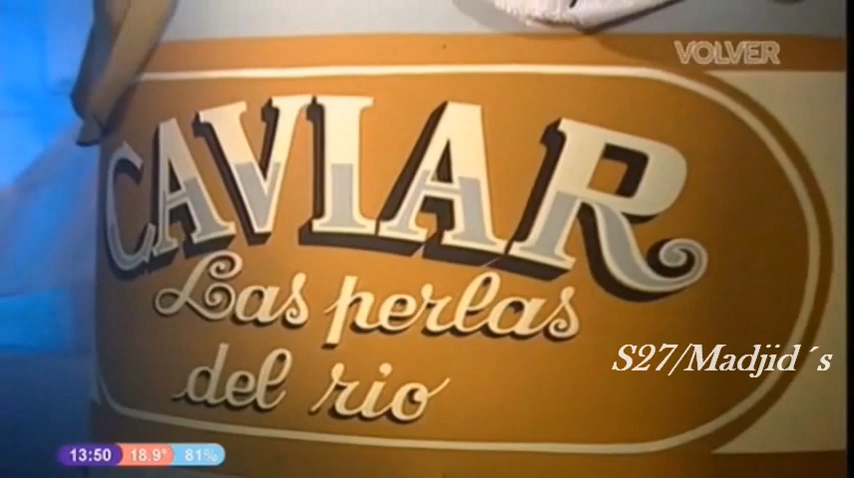 VOLVER
CAVIAR
Las perlas
del rio
S27/Madjid´s
13:50 18.9° 81%